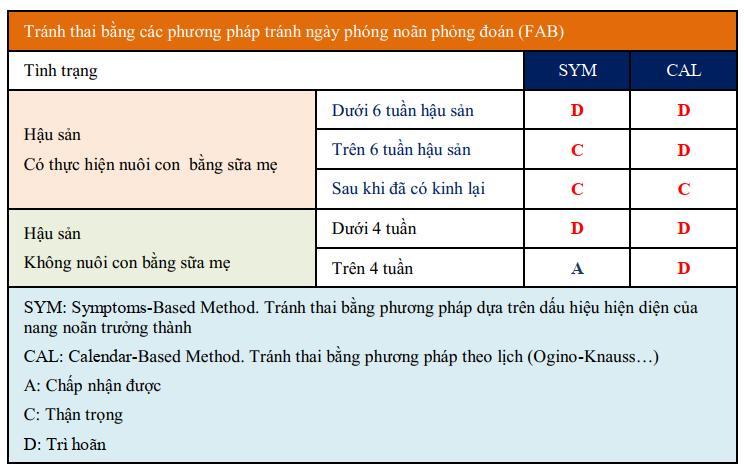 Tránh thai bằng các phương pháp tránh ngày phóng noãn phỏng đoán (FAB)
Tình trạng SYM CAL
Hậu sản
Có thực hiện nuôi con bằng sữa mẹ
Dưới 6 tuần hậu sản D D
Trên 6 tuần hậu sản C D
Sau khi đã có kinh lại C C
Hậu sản
Không nuôi con bằng sữa mẹ
Dưới 4 tuần D D
Trên 4 tuần A D
SYM: Symptoms-Based Method. Tránh thai bằng phương pháp dựa trên dấu hiệu hiện diện của
nang noãn trưởng thành
CAL: Calendar-Based Method. Tránh thai bằng phương pháp theo lịch (Ogino-Knauss…)
A: Chấp nhận được
C: Thận trọng
D: Trì hoãn